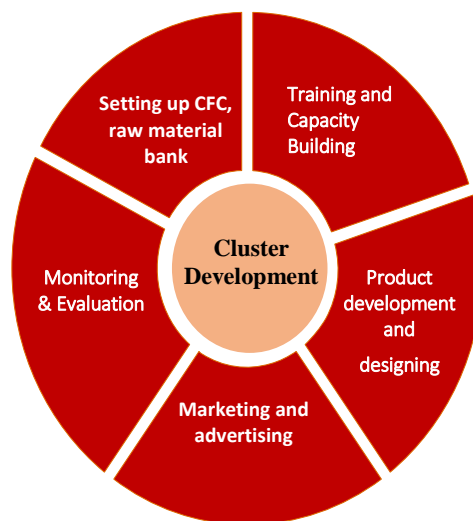 Setting up CFC,
raw material
bank
Training and
Capacity
Building
Cluster
Development
Monitoring
& Evaluation
Product
development
and
designing
Marketing and
advertising